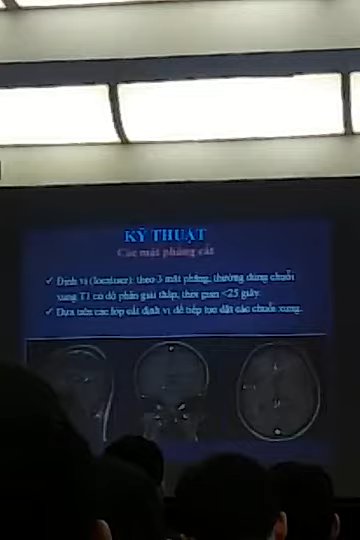 KỸ THUẬT
Các mặt phẳng cắt
✓ Định vị (localiser): theo 3 mặt phẳng, thường dùng chuỗi
xung T1 có độ phân giải thấp, thời gian <25 giây.
✓ Dựa trên các lớp cắt định vị để tiếp tục đặt các chuỗi xung.